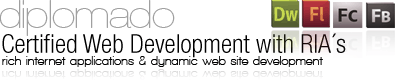 diplomado
Dw Fl Fc Fb
Certified Web Development with RIA´s
rich internet applications & dynamic web site development